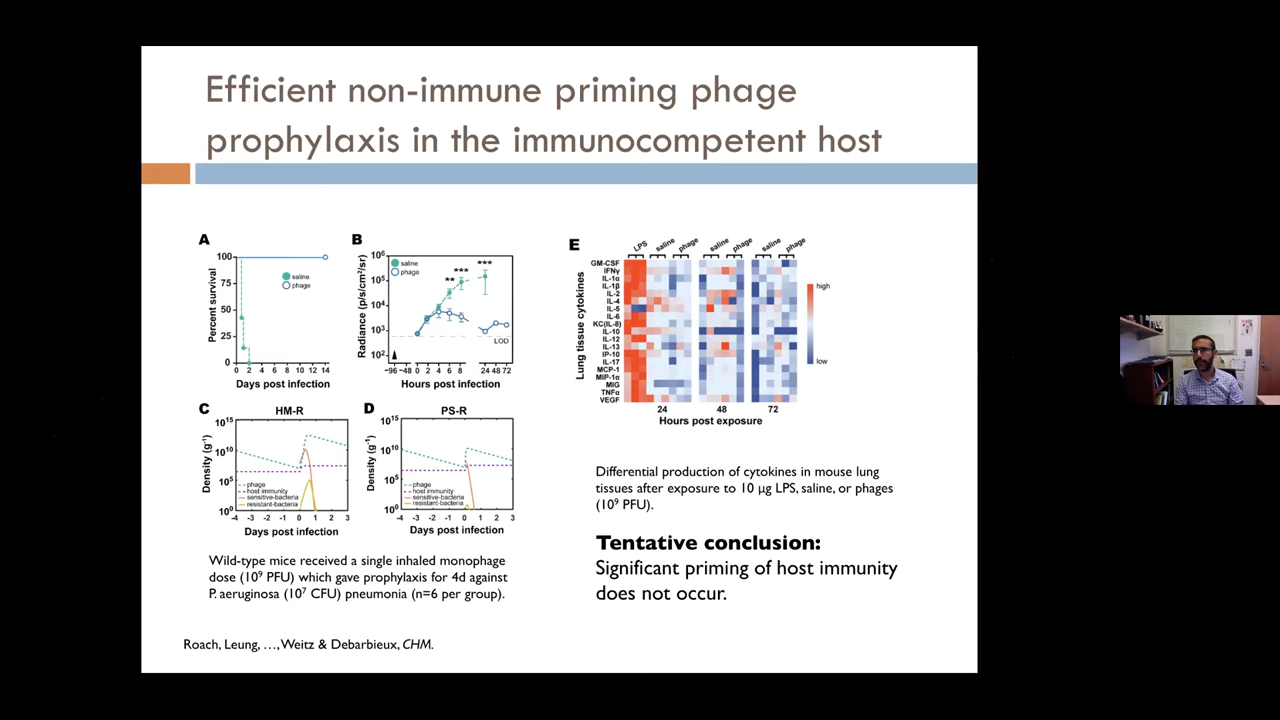 Efficient non-immune priming phage
prophylaxis in the immunocompetent host
A
Percent survival
100
75
50
25
0
saline
phage
0 2 4 6 8 10 12 14
Days post infection
B
Radiance (p/s/cm²/sr)
10⁶
10⁵
10⁴
10³
10²
saline
phage
**
***
***
LOD
-96 -48 0 2 4 6 8 24 48 72
Hours post infection
C
HM-R
Density (g⁻¹)
10¹⁵
10¹⁰
10⁵
10⁰
phage
host immunity
sensitive-bacteria
resistant-bacteria
-4 -3 -2 -1 0 1 2 3
Days post infection
D
PS-R
Density (g⁻¹)
10¹⁵
10¹⁰
10⁵
10⁰
phage
host immunity
sensitive-bacteria
resistant-bacteria
-4 -3 -2 -1 0 1 2 3
Days post infection
Wild-type mice received a single inhaled monophage
dose (10⁹ PFU) which gave prophylaxis for 4d against
P. aeruginosa (10⁷ CFU) pneumonia (n=6 per group).
E
LPS saline phage saline phage saline phage
Lung tissue cytokines
GM-CSF
IFNγ
IL-1α
IL-1β
IL-2
IL-4
IL-5
IL-6
KC(IL-8)
IL-10
IL-12
IL-13
IP-10
IL-17
MCP-1
MIP-1α
MIG
TNFα
VEGF
high
low
24 48 72
Hours post exposure
Differential production of cytokines in mouse lung
tissues after exposure to 10 μg LPS, saline, or phages
(10⁹ PFU).
Tentative conclusion:
Significant priming of host immunity
does not occur.
Roach, Leung, …, Weitz & Debarbieux, CHM.